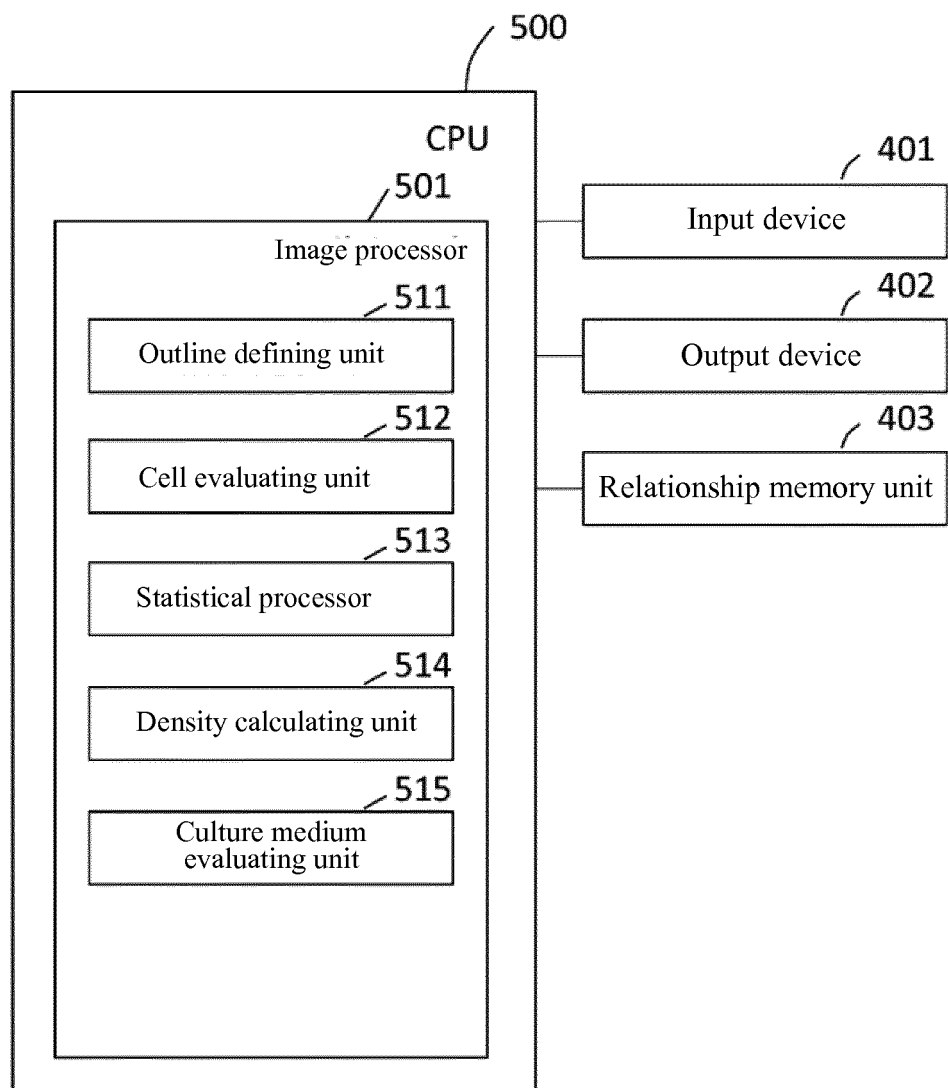 500
CPU
501
Image processor
511
Outline defining unit
512
Cell evaluating unit
513
Statistical processor
514
Density calculating unit
515
Culture medium
evaluating unit
401
Input device
402
Output device
403
Relationship memory unit